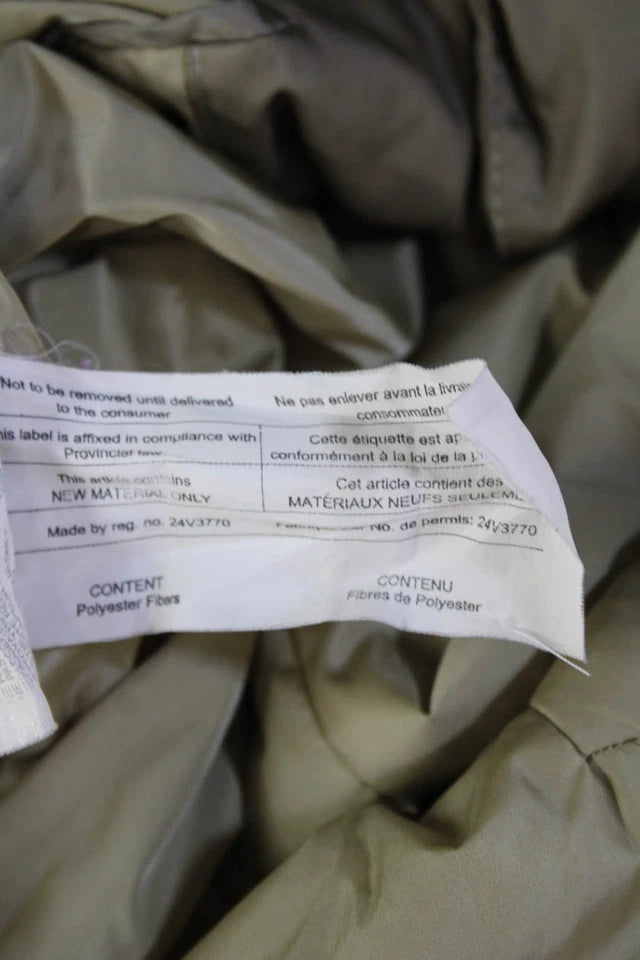 Not to be removed until delivered
to the consumer
Ne pas enlever avant la
is label is affixed in compliance with
Provincial law
Cette étiquette est
conformément à la loi de la
This article contains
NEW MATERIAL ONLY
Cet article contient des
MATÉRIAUX NEUFS SEULEM
Made by reg. no. 24V3770
No. de permis: 24V3770
CONTENT
Polyester Fibers
CONTENU
Fibres de Polyester